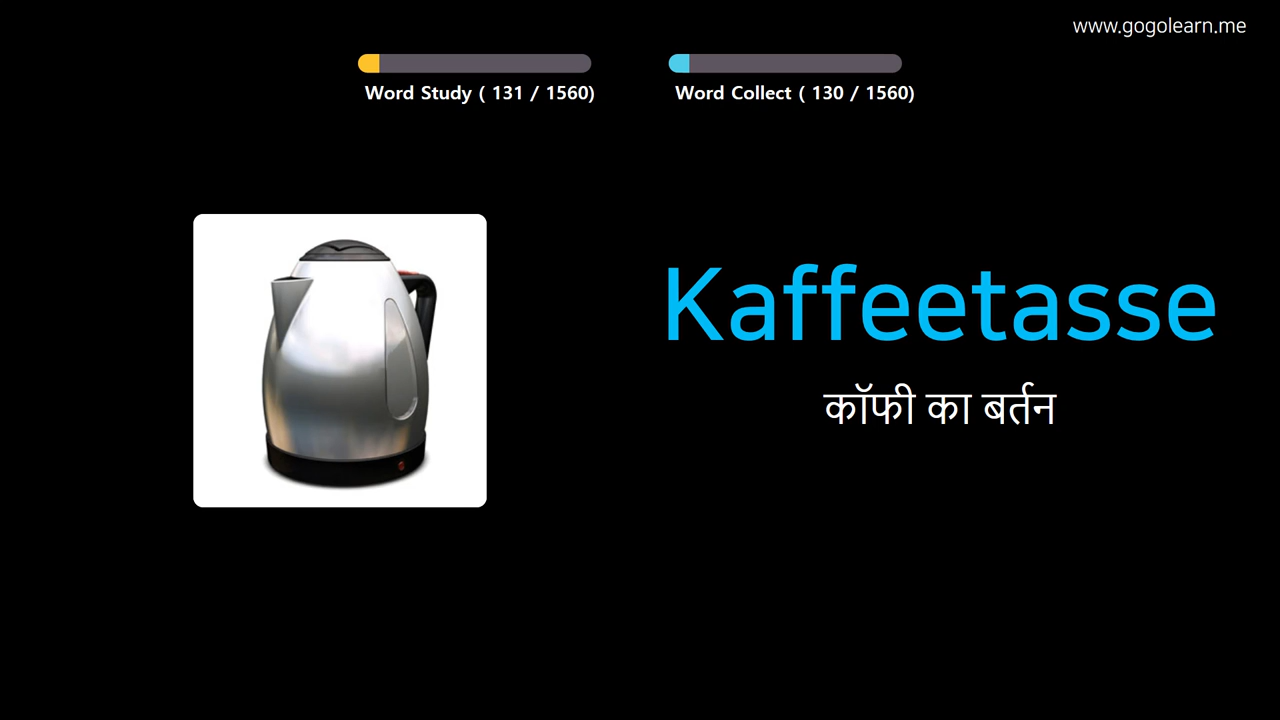 www.gogolearn.me
Word Study ( 131 / 1560)
Word Collect ( 130 / 1560)
Kaffeetasse
कॉफी का बर्तन